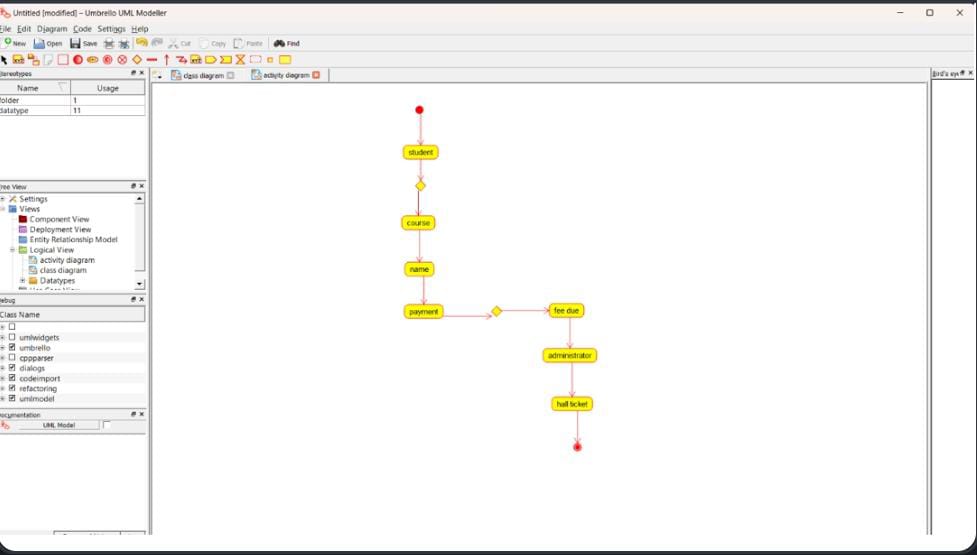 Untitled [modified] – Umbrello UML Modeller
File Edit Diagram Code Settings Help
New Open Save Cut Copy Paste Find
Stereotypes
Name Usage
folder 1
datatype 11
Tree View
Settings
Views
Component View
Deployment View
Entity Relationship Model
Logical View
activity diagram
class diagram
Datatypes
Debug
Class Name
umlwidgets
umbrello
cppparser
dialogs
codeimport
refactoring
umlmodel
Documentation
UML Model
class diagram activity diagram
student
course
name
payment
fee due
administrator
hall ticket
Bird's eye